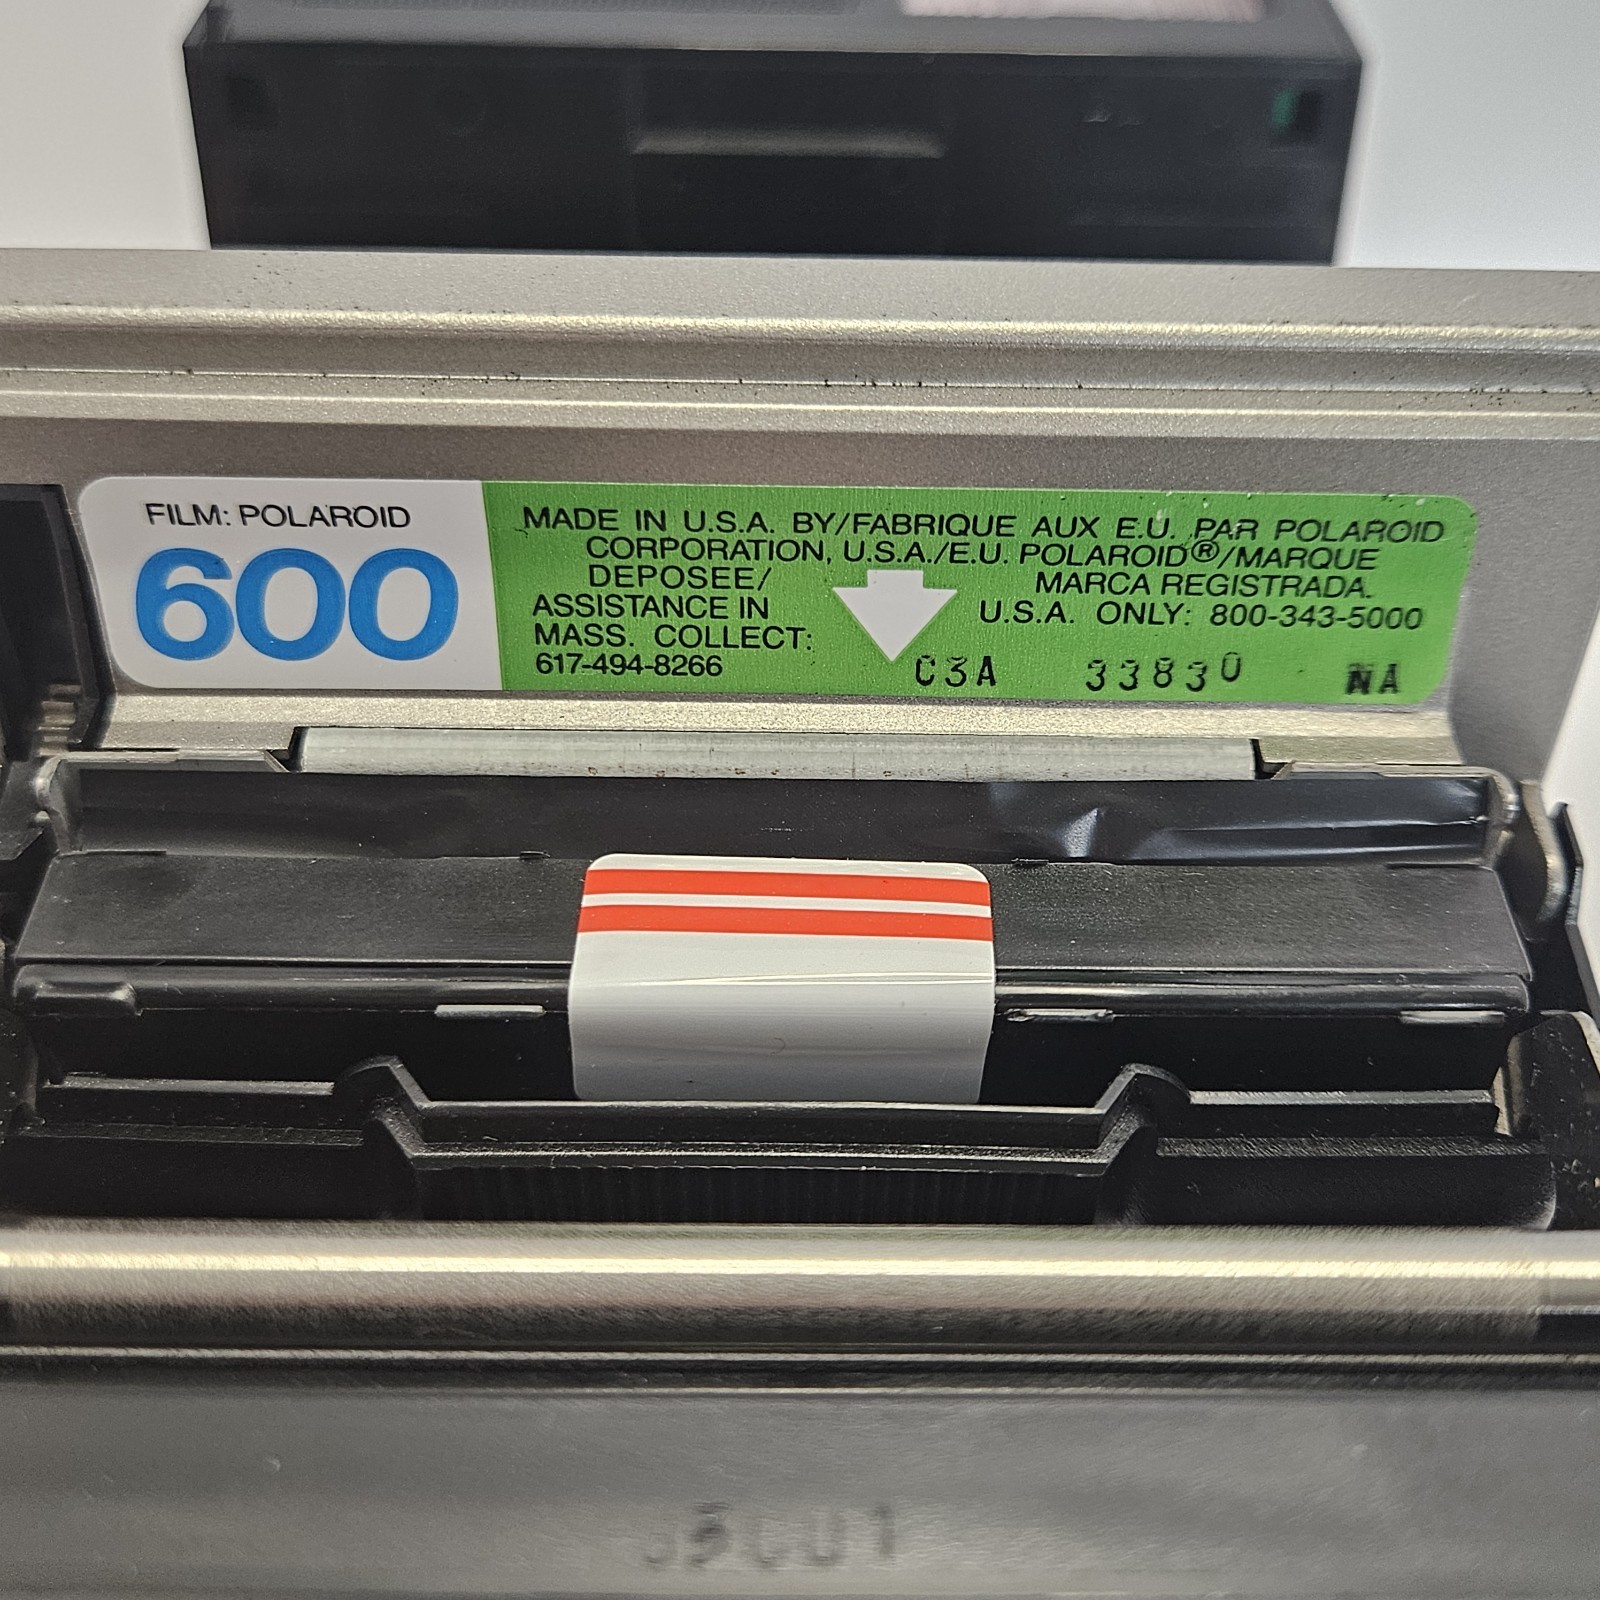 FILM: POLAROID
600
MADE IN U.S.A. BY/FABRIQUE AUX E.U. PAR POLAROID
CORPORATION, U.S.A./E.U. POLAROID®/MARQUE
DEPOSEE/ MARCA REGISTRADA.
ASSISTANCE IN U.S.A. ONLY: 800-343-5000
MASS. COLLECT:
617-494-8266 C3A 33830 NA